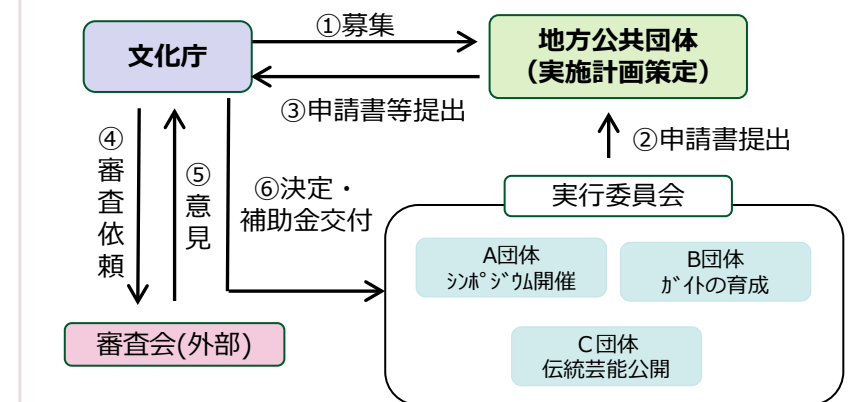 ①募集
文化庁
地方公共団体
（実施計画策定）
③申請書等提出
②申請書提出
④審査依頼
⑤意見
⑥決定・
補助金交付
実行委員会
A団体
ｼﾝﾎﾟｼﾞｳﾑ開催
B団体
ｶﾞｲﾄの育成
C団体
伝統芸能公開
審査会(外部)